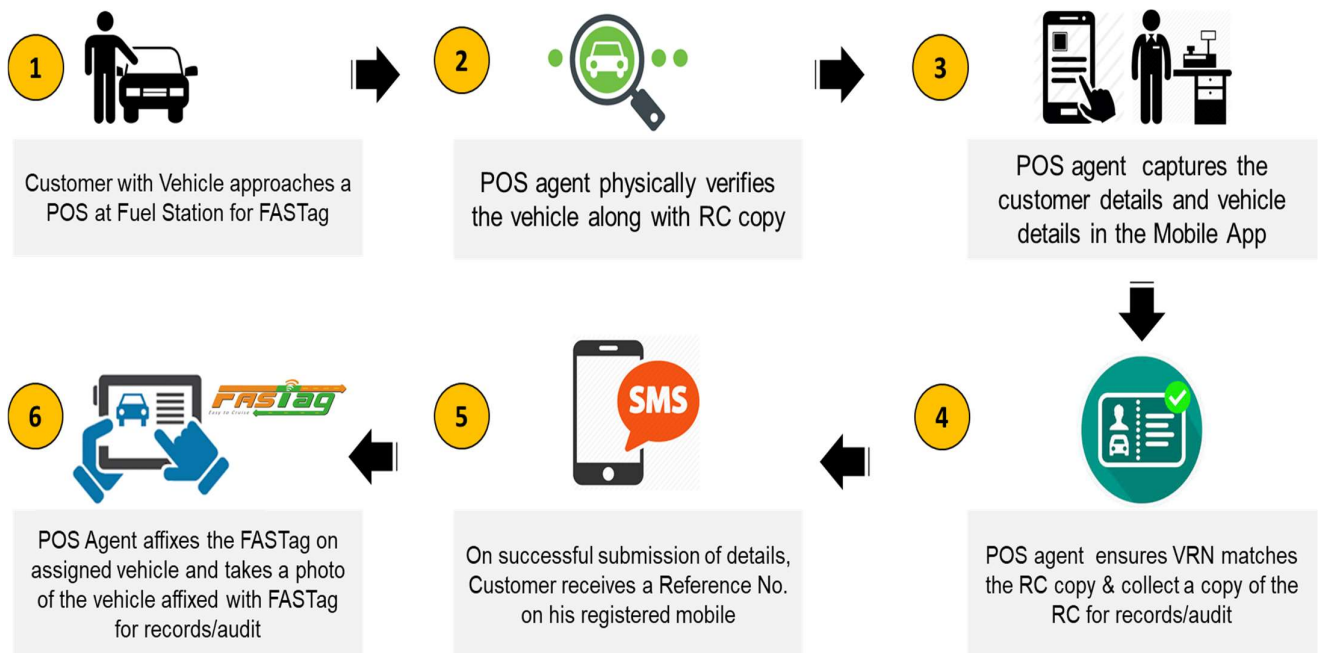 1
Customer with Vehicle approaches a
POS at Fuel Station for FASTag
2
POS agent physically verifies
the vehicle along with RC copy
3
POS agent captures the
customer details and vehicle
details in the Mobile App
4
POS agent ensures VRN matches
the RC copy & collect a copy of the
RC for records/audit
5
SMS
On successful submission of details,
Customer receives a Reference No.
on his registered mobile
6
FASTag
Easy to Cruise
POS Agent affixes the FASTag on
assigned vehicle and takes a photo
of the vehicle affixed with FASTag
for records/audit